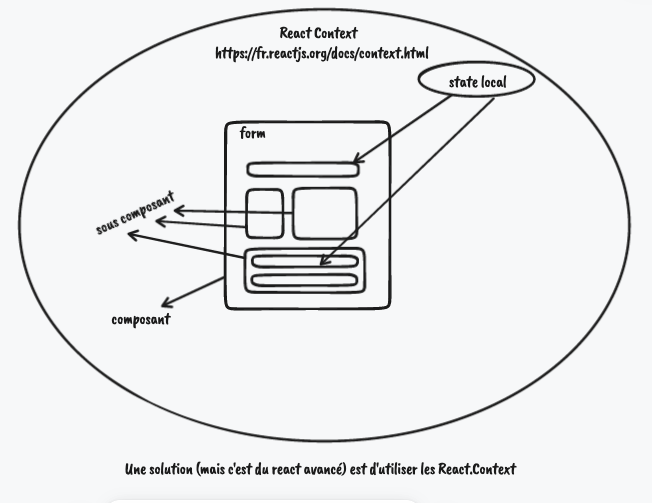 React Context
https://fr.reactjs.org/docs/context.html
state local
form
sous composant
composant
Une solution (mais c'est du react avancé) est d'utiliser les React.Context